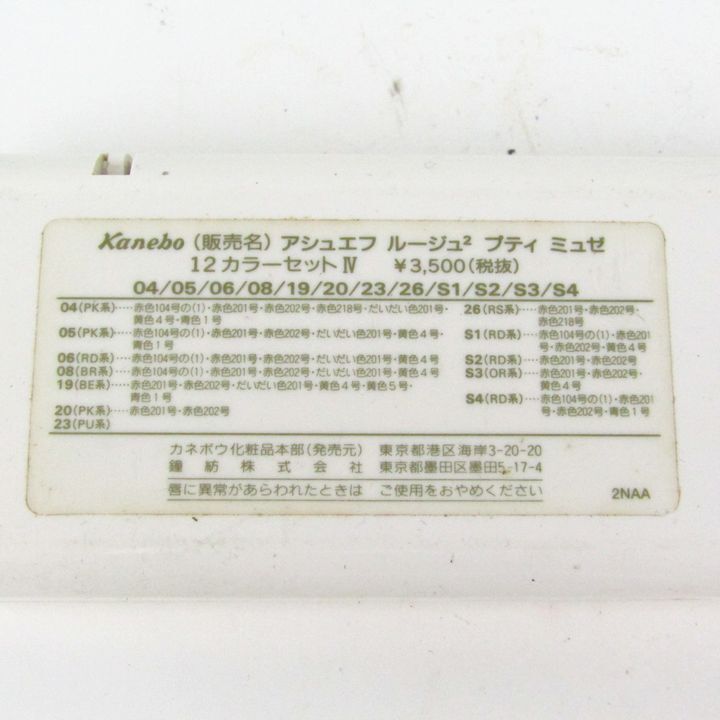 Kanebo (販売名) アシュエフ ルージュ² プティ ミュゼ
12カラーセットⅣ ¥3,500(税抜)
04/05/06/08/19/20/23/26/S1/S2/S3/S4
04(PK系)‥‥赤色104号の(1)・赤色201号・赤色202号・赤色218号・だいだい色201号・
黄色4号・青色1号
05(PK系)‥‥赤色104号の(1)・赤色201号・赤色202号・だいだい色201号・黄色4号・
青色1号
06(RD系)‥‥赤色104号の(1)・赤色201号・赤色202号・だいだい色201号・黄色4号
08(BR系)‥‥赤色104号の(1)・赤色201号・赤色202号・だいだい色201号・黄色4号
19(BE系)‥‥赤色201号・赤色202号・だいだい色201号・黄色4号・黄色5号・
青色1号
20(PK系)‥‥赤色201号・赤色202号
23(PU系)
26(RS系)‥‥赤色201号・赤色202号・
赤色218号
S1(RD系)‥‥赤色104号の(1)・赤色201
号・赤色202号・黄色4号
S2(RD系)‥‥赤色201号・赤色202号
S3(OR系)‥‥赤色201号・赤色202号・
黄色4号
S4(RD系)‥‥赤色104号の(1)・赤色201
号・赤色202号・青色1号
カネボウ化粧品本部(発売元) 東京都港区海岸3-20-20
鐘紡株式会社 東京都墨田区墨田5-17-4
唇に異常があらわれたときは ご使用をおやめください。
2NAA